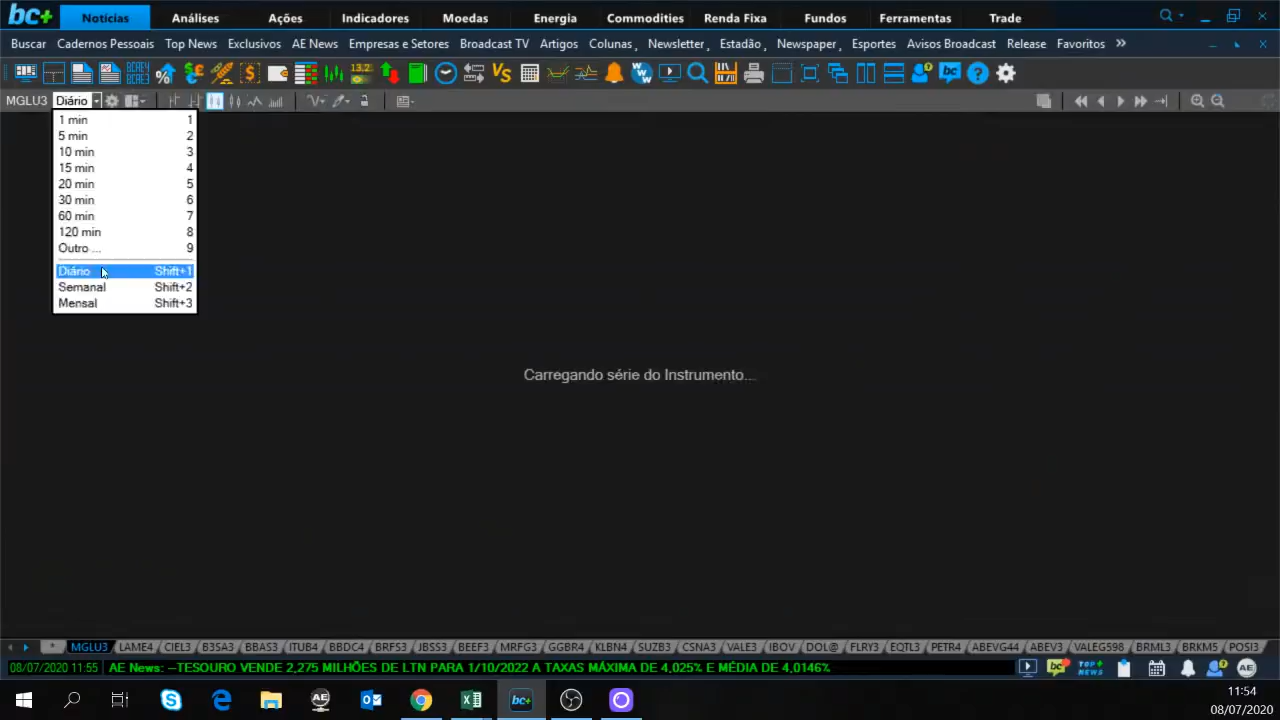 bc+ Notícias Análises Ações Indicadores Moedas Energia Commodities Renda Fixa Fundos Ferramentas Trade
Buscar Cadernos Pessoais Top News Exclusivos AE News Empresas e Setores Broadcast TV Artigos Colunas Newsletter Estadão Newspaper Esportes Avisos Broadcast Release Favoritos »
MGLU3 Diário
1 min 1
5 min 2
10 min 3
15 min 4
20 min 5
30 min 6
60 min 7
120 min 8
Outro ... 9
Diário Shift+1
Semanal Shift+2
Mensal Shift+3
Carregando série do Instrumento...
* MGLU3 LAME4 CIEL3 B3SA3 BBAS3 ITUB4 BBDC4 BRFS3 JBSS3 BEEF3 MRFG3 GGBR4 KLBN4 SUZB3 CSNA3 VALE3 IBOV DOL@ FLRY3 EQTL3 PETR4 ABEVG44 ABEV3 VALEG598 BRML3 BRKM5 POSI3
08/07/2020 11:55 AE News: --TESOURO VENDE 2,275 MILHÕES DE LTN PARA 1/10/2022 A TAXAS MÁXIMA DE 4,025% E MÉDIA DE 4,0146% bc+ TOP+ NEWS AE
AE bc+ 11:54
08/07/2020